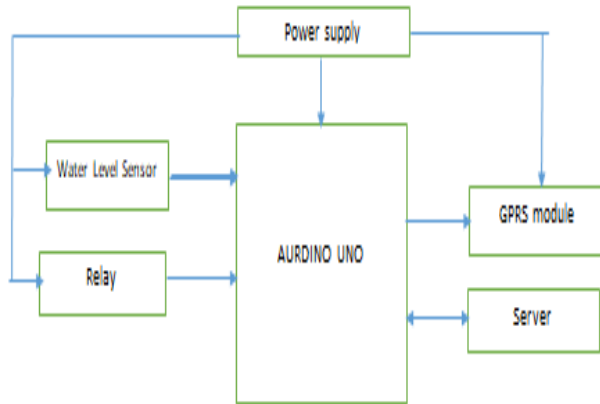 Power supply
Water Level Sensor
GPRS module
AURDINO UNO
Relay
Server